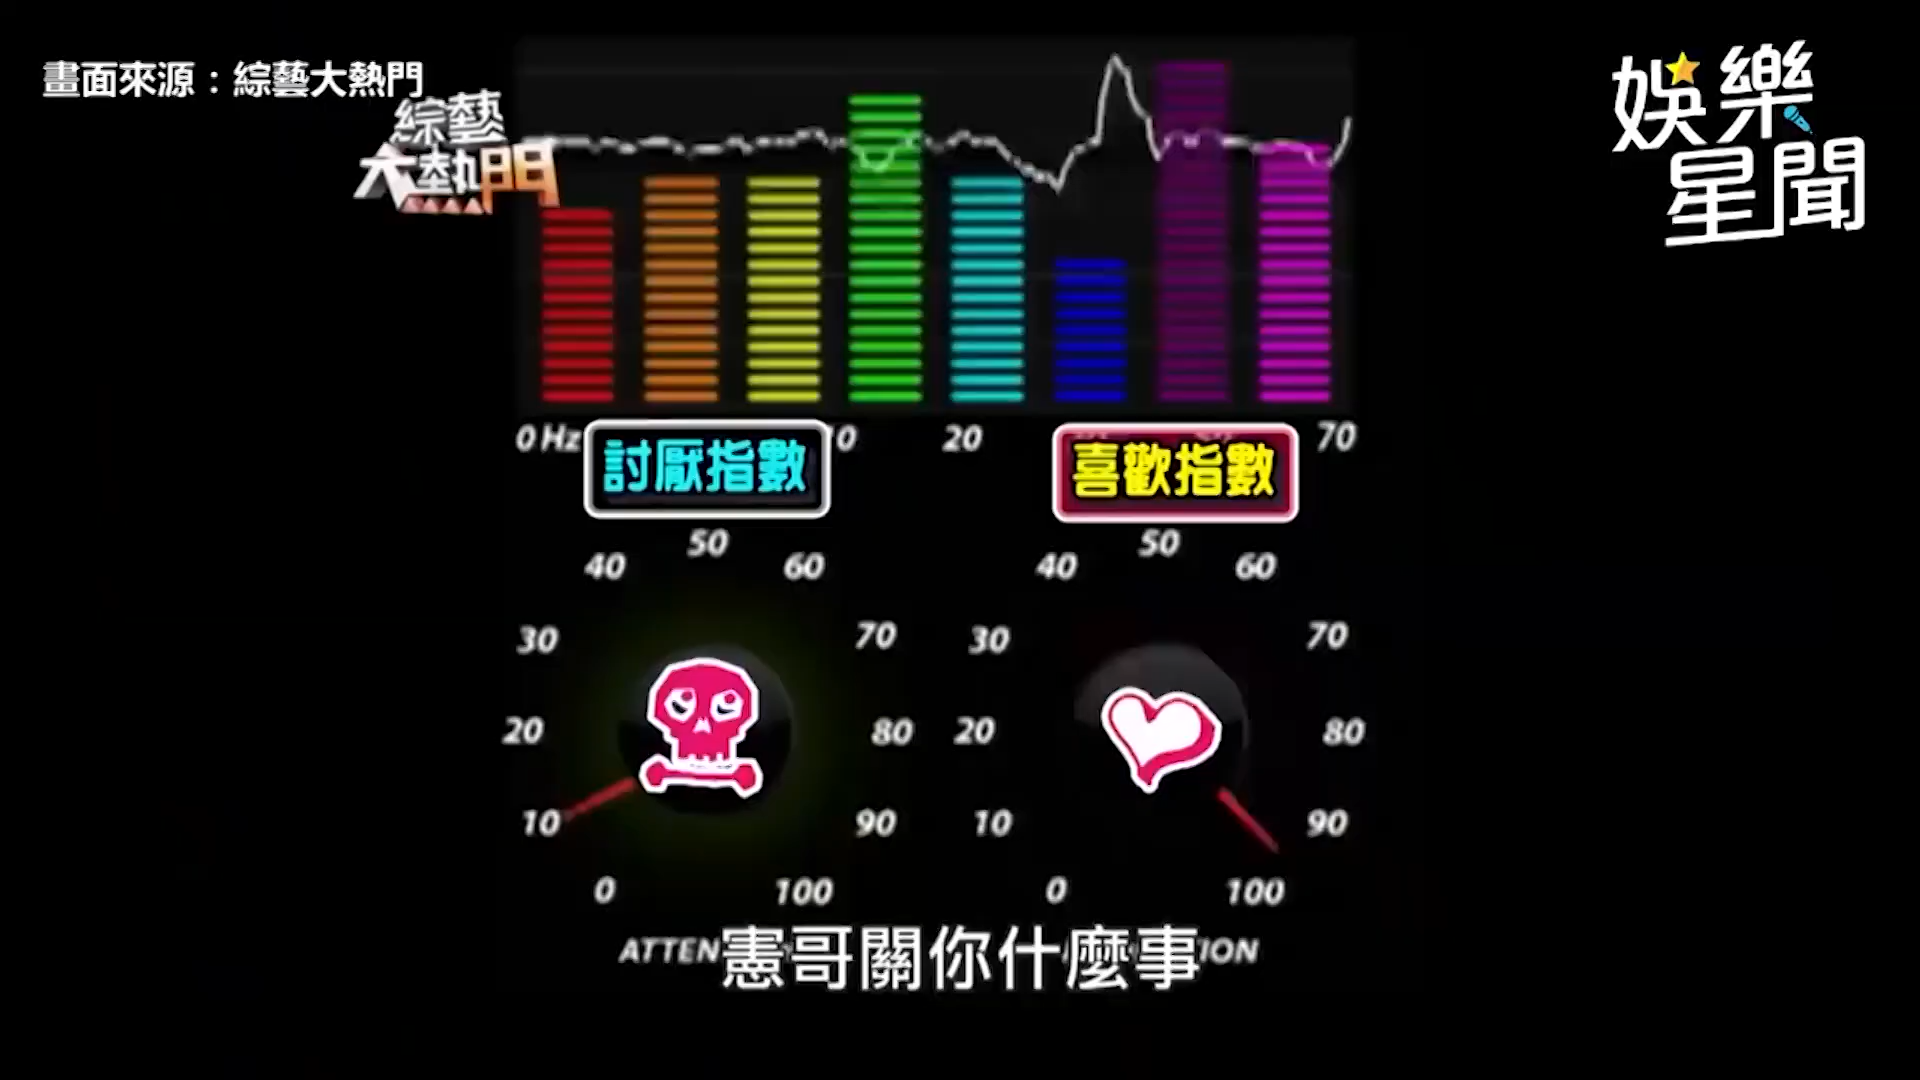 畫面來源：綜藝大熱門
綜藝
大熱門
娛樂
星聞
0 Hz 10 20 70
討厭指數
喜歡指數
40 50 60
30 70
20 80
10 90
0 100
40 50 60
30 70
20 80
10 90
0 100
憲哥關你什麼事